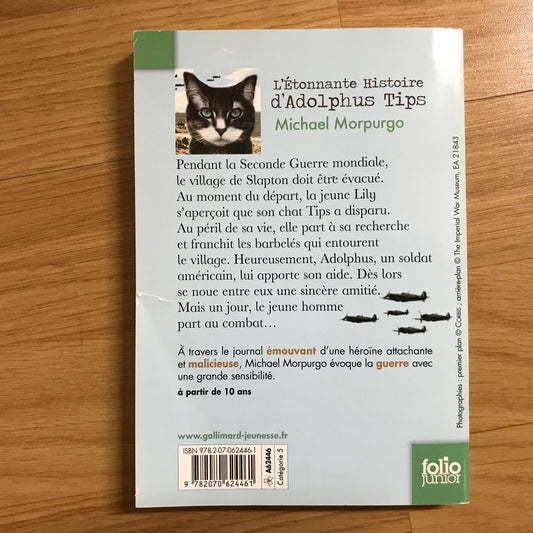 L'Étonnante Histoire
d'Adolphus Tips
Michael Morpurgo
Pendant la Seconde Guerre mondiale,
le village de Slapton doit être évacué.
Au moment du départ, la jeune Lily
s'aperçoit que son chat Tips a disparu.
Au péril de sa vie, elle part à sa recherche
et franchit les barbelés qui entourent
le village. Heureusement, Adolphus, un soldat
américain, lui apporte son aide. Dès lors
se noue entre eux une sincère amitié.
Mais un jour, le jeune homme
part au combat...
À travers le journal émouvant d'une héroïne attachante
et malicieuse, Michael Morpurgo évoque la guerre avec
une grande sensibilité.
à partir de 10 ans
www.gallimard-jeunesse.fr
ISBN 978-2-07-062446-1
9 782070 624461
A62446
Catégorie 5
folio
junior
Photographies : premier plan © Corbis ; arrière-plan © The Imperial War Museum, EA 21843